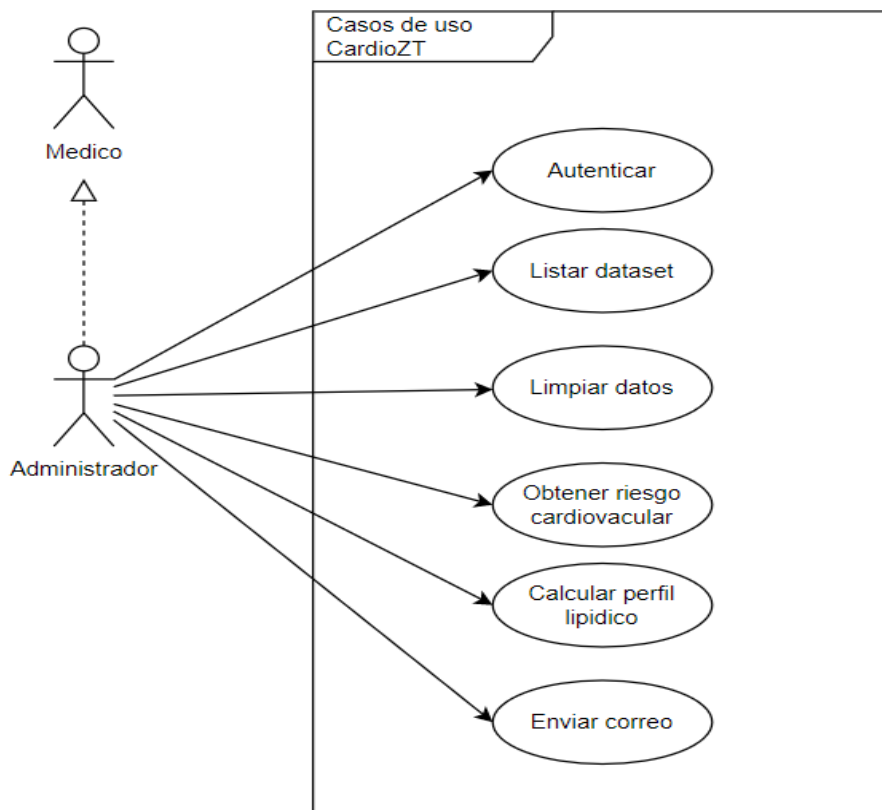 Casos de uso
CardioZT
Medico
Autenticar
Listar dataset
Limpiar datos
Administrador
Obtener riesgo
cardiovacular
Calcular perfil
lipidico
Enviar correo